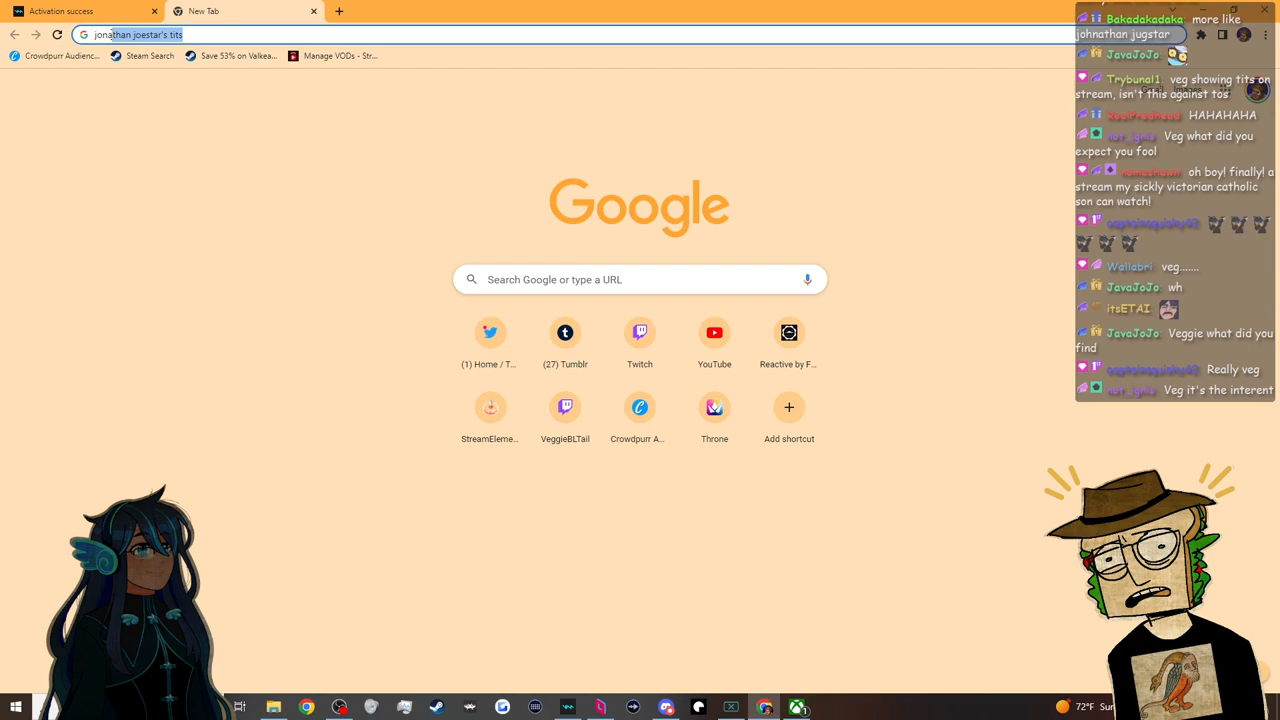 Activation success
New Tab
jonathan joestar's tits
Crowdpurr Audienc...
Steam Search
Save 53% on Valkea...
Manage VODs - Str...
Google
Search Google or type a URL
(1) Home / T...
(27) Tumblr
Twitch
YouTube
Reactive by F...
StreamEleme...
VeggieBLTail
Crowdpurr A...
Throne
Add shortcut
Bakadakadaka: more like
johnathan jugstar
JavaJoJo:
Trybunal1: veg showing tits on
stream, isn't this against tos
HAHAHAHA
not_ignis Veg what did you
expect you fool
oh boy! finally! a
stream my sickly victorian catholic
son can watch!
Wallabri veg.......
JavaJoJo: wh
itsETAI
JavaJoJo: Veggie what did you
find
Really veg
not_ignis Veg it's the interent
72°F Sun